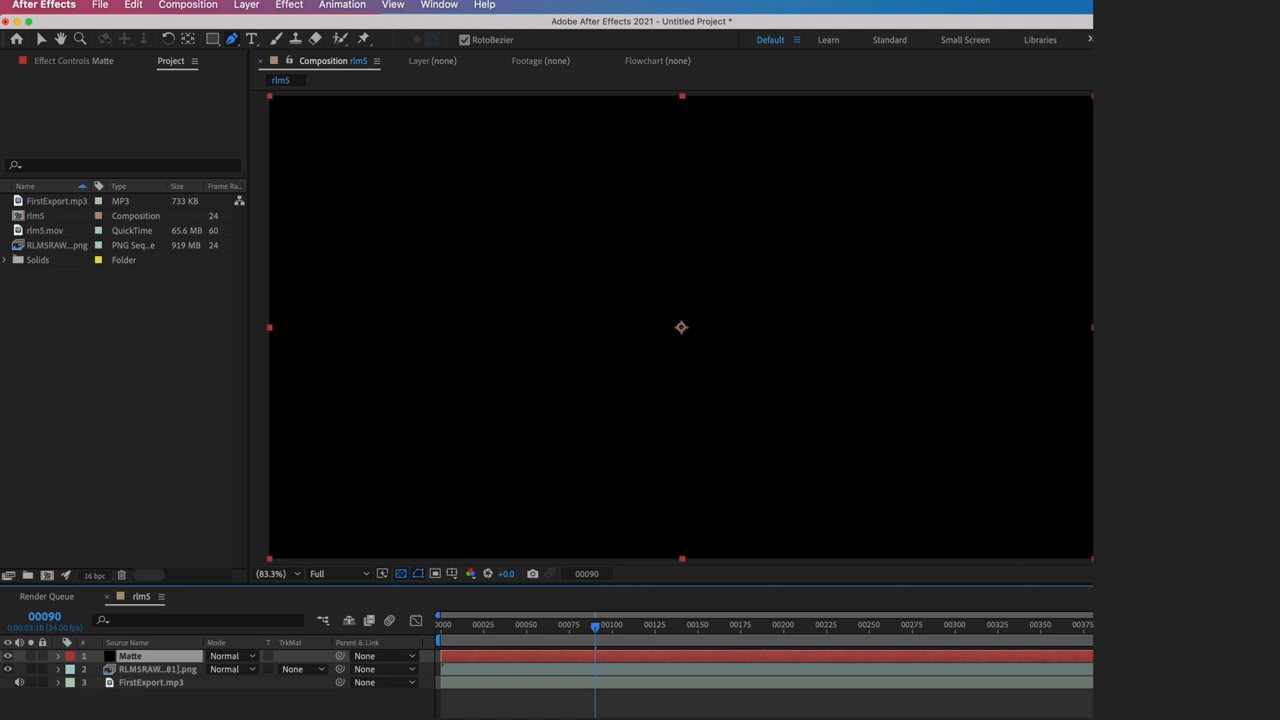 After Effects File Edit Composition Layer Effect Animation View Window Help
Adobe After Effects 2021 - Untitled Project *
RotoBezier Default Learn Standard Small Screen Libraries
Effect Controls Matte Project Composition rlm5 Layer (none) Footage (none) Flowchart (none)
rlm5
Name Type Size Frame Ra..
FirstExport.mp3 MP3 733 KB
rlm5 Composition 24
rlm5.mov QuickTime 65.6 MB 60
RLM5RAW...png PNG Seq...e 919 MB 24
Solids Folder
16 bpc (83.3%) Full +0.0 00090
Render Queue rlm5
00090
0:00:03:18 (24.00 fps)
0000 00025 00050 00075 00100 00125 00150 00175 00200 00225 00250 00275 00300 00325 00350 00375
# Source Name Mode T TrkMat Parent & Link
1 Matte Normal None
2 RLM5RAW...81].png Normal None None
3 FirstExport.mp3 None